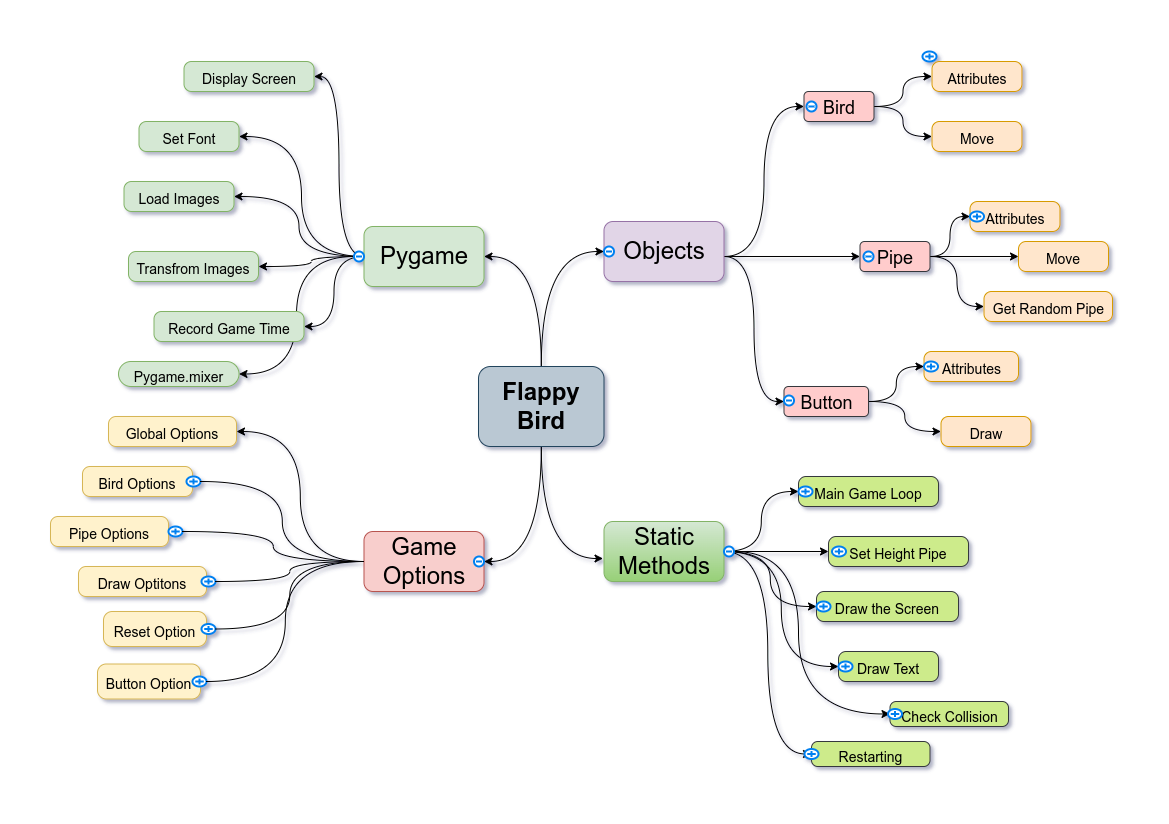 Flappy
Bird
Pygame
Display Screen
Set Font
Load Images
Transfrom Images
Record Game Time
Pygame.mixer
Objects
Bird
Attributes
Move
Pipe
Attributes
Move
Get Random Pipe
Button
Attributes
Draw
Game
Options
Global Options
Bird Options
Pipe Options
Draw Optitons
Reset Option
Button Option
Static
Methods
Main Game Loop
Set Height Pipe
Draw the Screen
Draw Text
Check Collision
Restarting